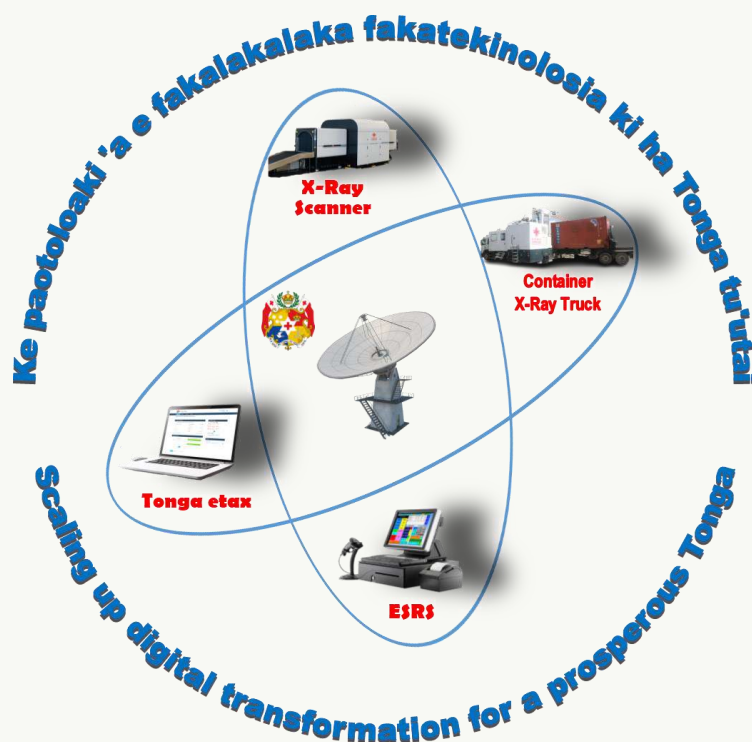 Ke paotoloaki 'a e fakalakalaka fakatekinolosia ki ha Tonga tu'utai
X-Ray
Scanner
Container
X-Ray Truck
Tonga etax
ESRS
Scaling up digital transformation for a prosperous Tonga